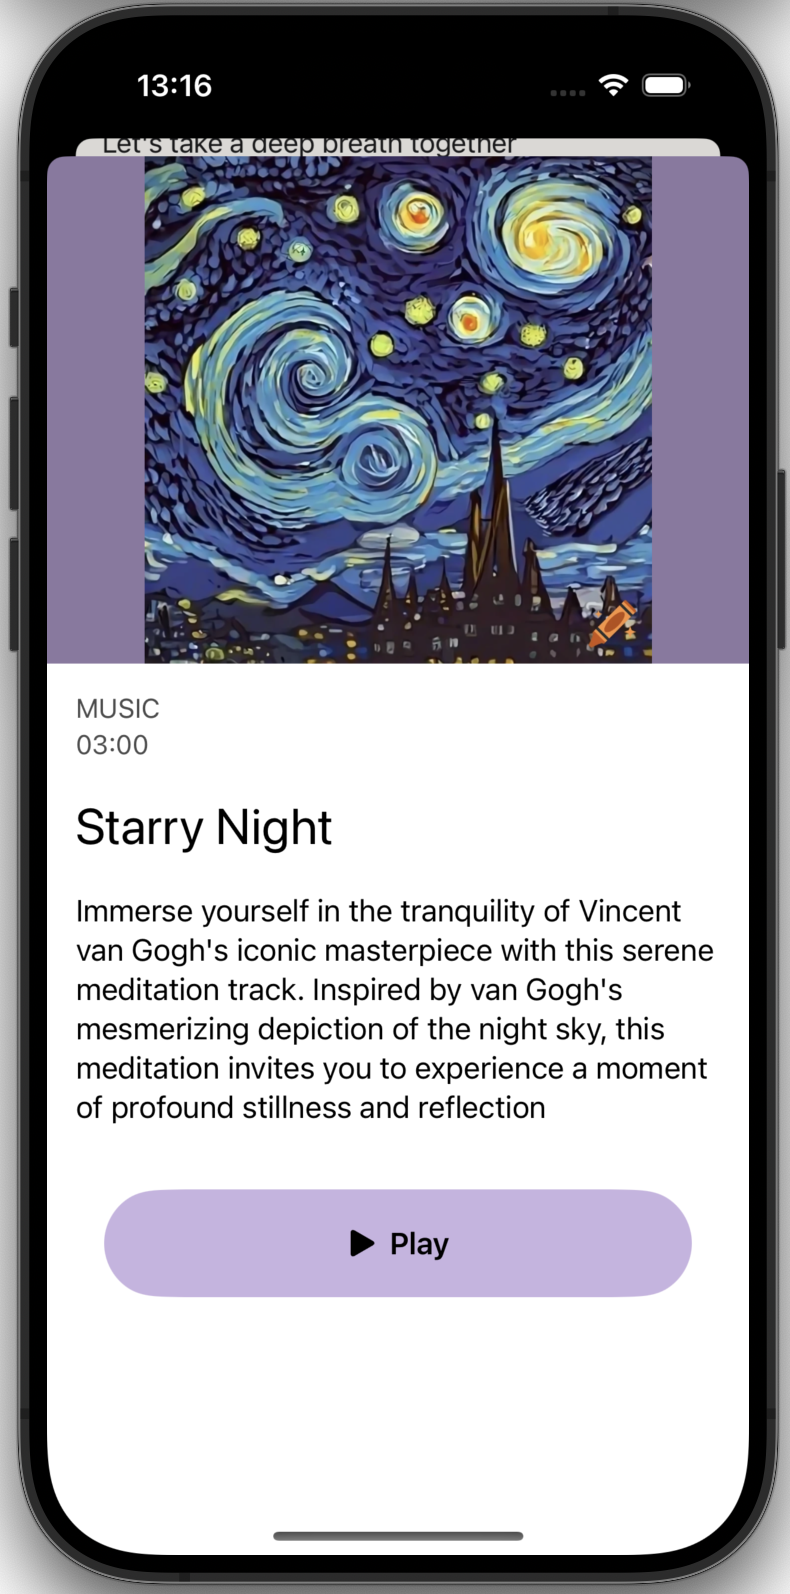 13:16
Let's take a deep breath together
MUSIC
03:00
Starry Night
Immerse yourself in the tranquility of Vincent
van Gogh's iconic masterpiece with this serene
meditation track. Inspired by van Gogh's
mesmerizing depiction of the night sky, this
meditation invites you to experience a moment
of profound stillness and reflection
Play